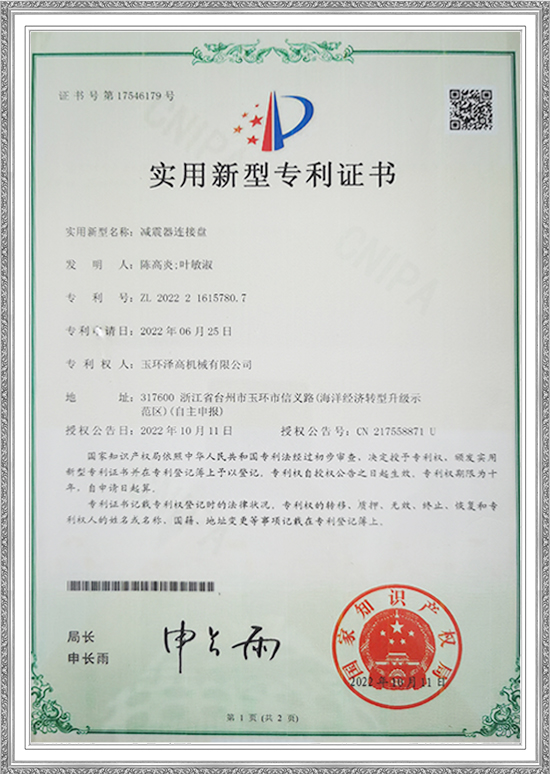 证书号第17546179号
CNIPA
实用新型专利证书
实用新型名称：减震器连接盘
CNIPA
发明人：陈高炎;叶敏淑
专利号：ZL 2022 2 1615780.7
专利申请日：2022年06月25日
专利权人：玉环泽高机械有限公司
地址：317600 浙江省台州市玉环市信义路(海洋经济转型升级示
范区)(自主申报)
授权公告日：2022年10月11日 授权公告号：CN 217558871 U
国家知识产权局依照中华人民共和国专利法经过初步审查，决定授予专利权，颁发实用
新型专利证书并在专利登记簿上予以登记。专利权自授权公告之日起生效。专利权期限为十
年，自申请日起算。
专利证书记载专利权登记时的法律状况。专利权的转移、质押、无效、终止、恢复和专
利权人的姓名或名称、国籍、地址变更等事项记载在专利登记簿上。
局长
申长雨
申长雨
国家知识产权局
2022年10月11日
第1页(共2页)